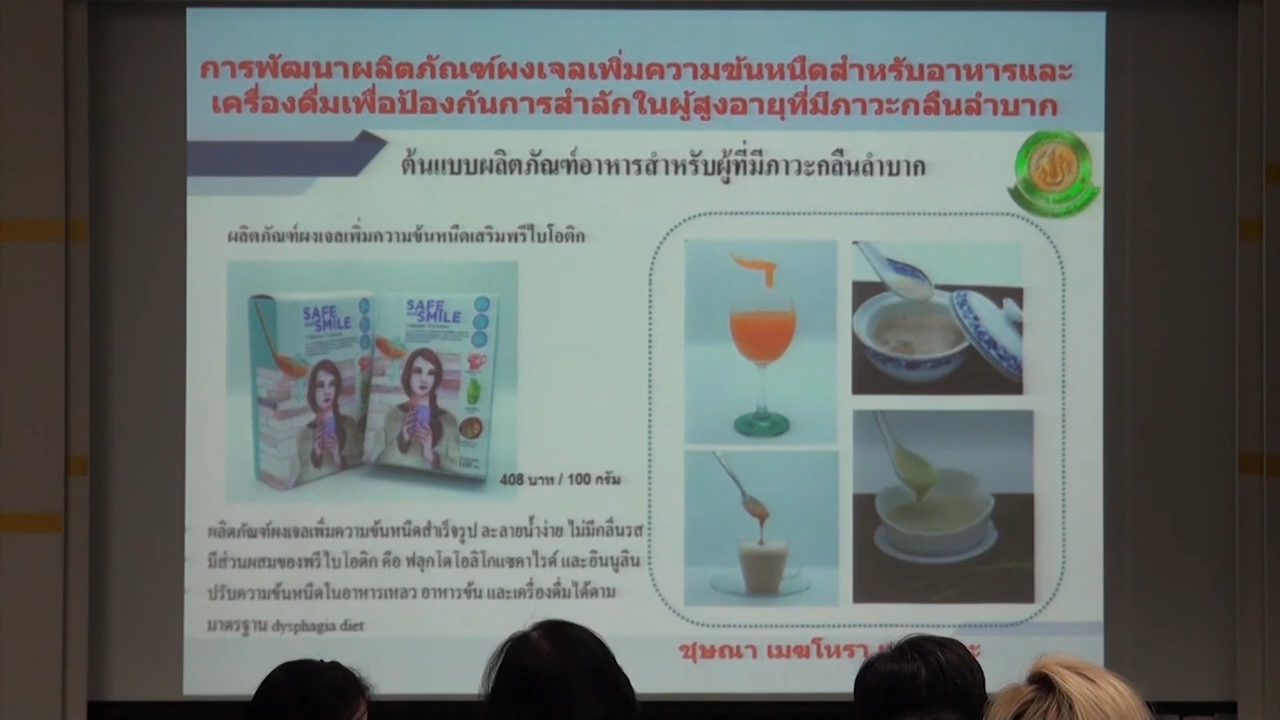 การพัฒนาผลิตภัณฑ์ผงเจลเพิ่มความข้นหนืดสำหรับอาหารและ
เครื่องดื่มเพื่อป้องกันการสำลักในผู้สูงอายุที่มีภาวะกลืนลำบาก
ต้นแบบผลิตภัณฑ์อาหารสำหรับผู้ที่มีภาวะกลืนลำบาก
ผลิตภัณฑ์ผงเจลเพิ่มความข้นหนืดเสริมพรีไบโอติก
SAFE
SMILE
SAFE
SMILE
408 บาท / 100 กรัม
ผลิตภัณฑ์ผงเจลเพิ่มความข้นหนืดสำเร็จรูป ละลายน้ำง่าย ไม่มีกลิ่นรส
มีส่วนผสมของพรีไบโอติก คือ ฟลุกโตโอลิโกแซคาไรด์ และอินนูลิน
ปรับความข้นหนืดในอาหารเหลว อาหารข้น และเครื่องดื่มได้ตาม
มาตรฐาน dysphagia diet
ชุษณา เมฆโหรา